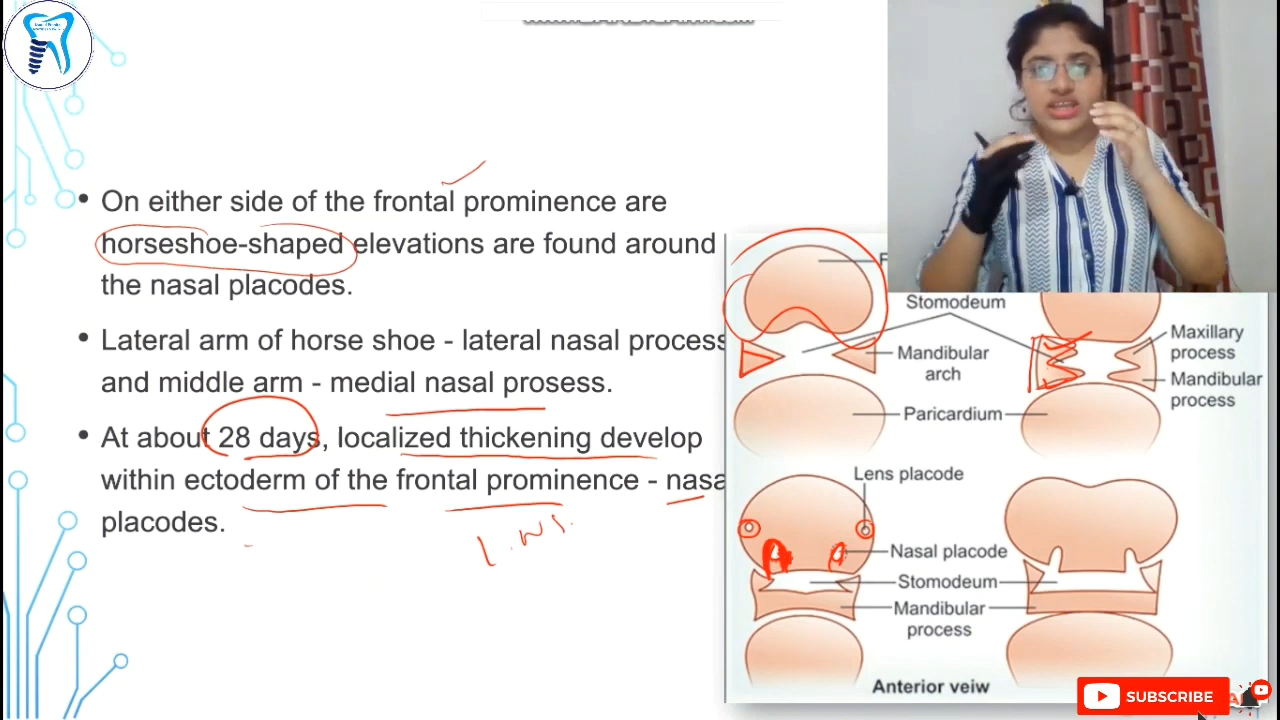 • On either side of the frontal prominence are
horseshoe-shaped elevations are found around
the nasal placodes.
• Lateral arm of horse shoe - lateral nasal process
and middle arm - medial nasal prosess.
• At about 28 days, localized thickening develop
within ectoderm of the frontal prominence - nasa
placodes.
F
Stomodeum
Mandibular
arch
Maxillary
process
Mandibular
process
Paricardium
Lens placode
Nasal placode
Stomodeum
Mandibular
process
Anterior veiw
SUBSCRIBE